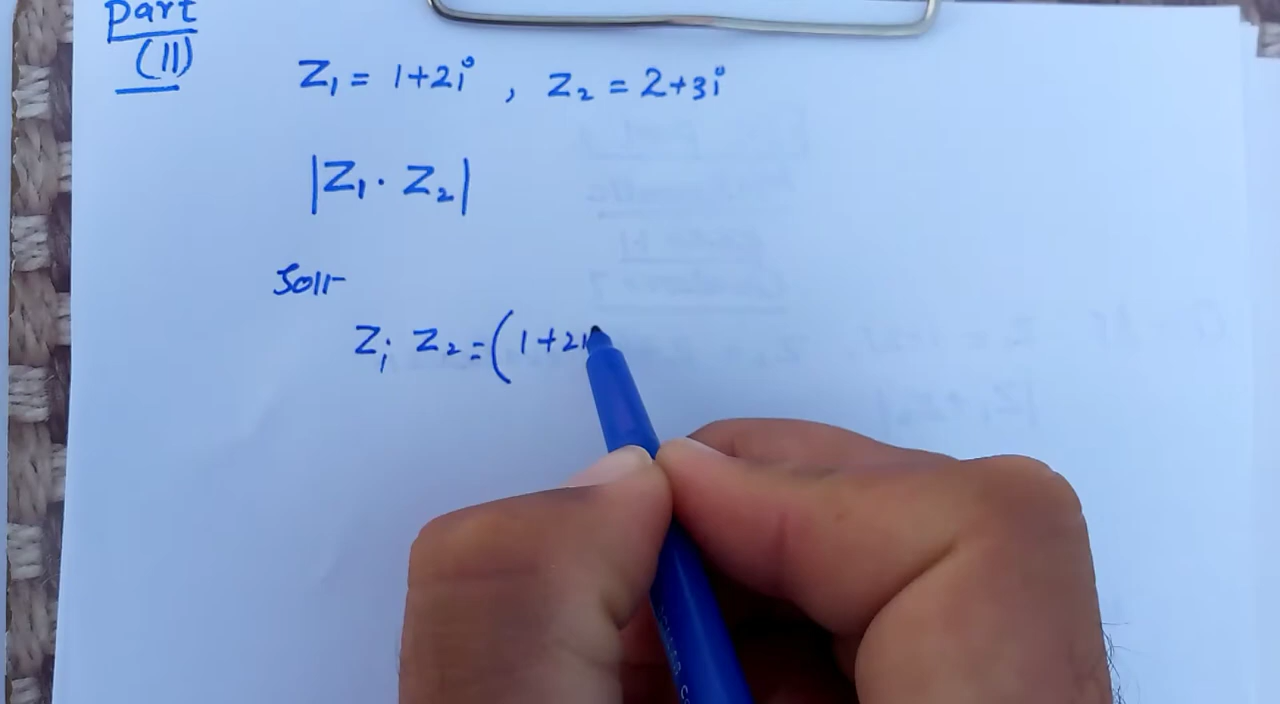 Part
(II)
Z₁ = 1+2i , Z₂ = 2+3i
|Z₁ · Z₂|
Sol:-
Z₁ Z₂ = (1+2i